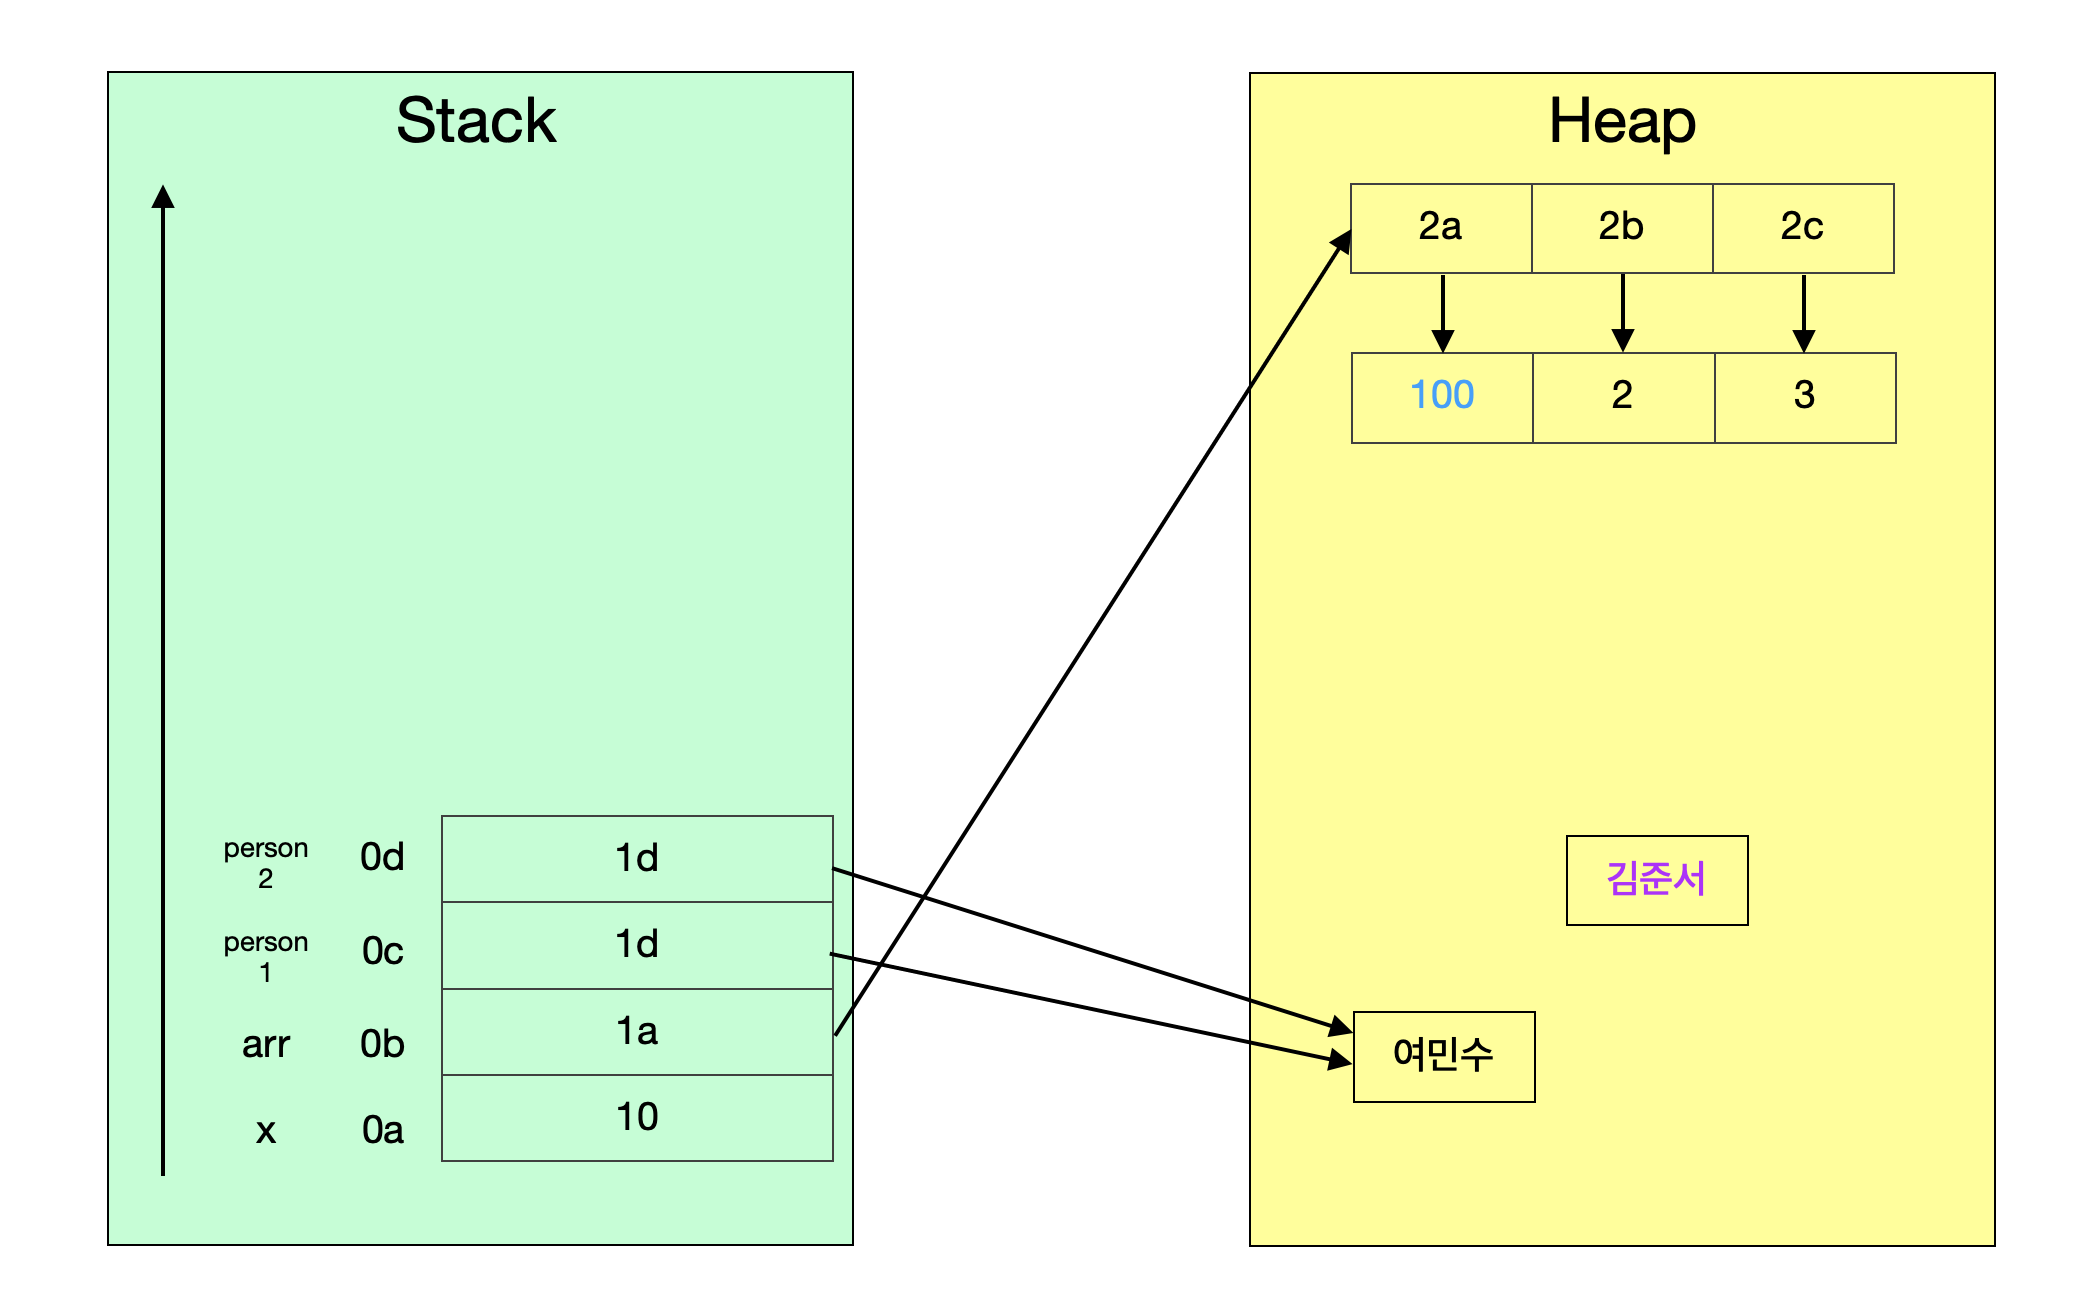 Stack
Heap
2a 2b 2c
100 2 3
person
2
0d 1d
person
1
0c 1d
arr 0b 1a
x 0a 10
김준서
여민수